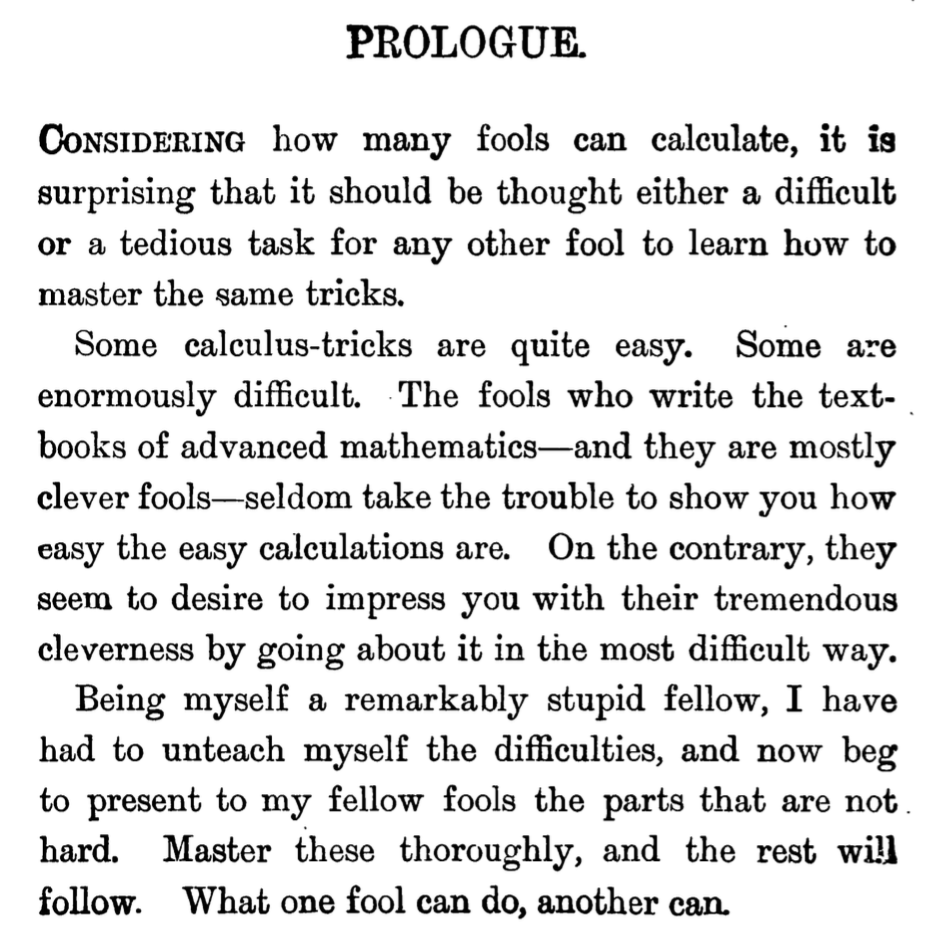 PROLOGUE.
CONSIDERING how many fools can calculate, it is
surprising that it should be thought either a difficult
or a tedious task for any other fool to learn how to
master the same tricks.
Some calculus-tricks are quite easy. Some are
enormously difficult. The fools who write the text-
books of advanced mathematics—and they are mostly
clever fools—seldom take the trouble to show you how
easy the easy calculations are. On the contrary, they
seem to desire to impress you with their tremendous
cleverness by going about it in the most difficult way.
Being myself a remarkably stupid fellow, I have
had to unteach myself the difficulties, and now beg
to present to my fellow fools the parts that are not
hard. Master these thoroughly, and the rest will
follow. What one fool can do, another can.